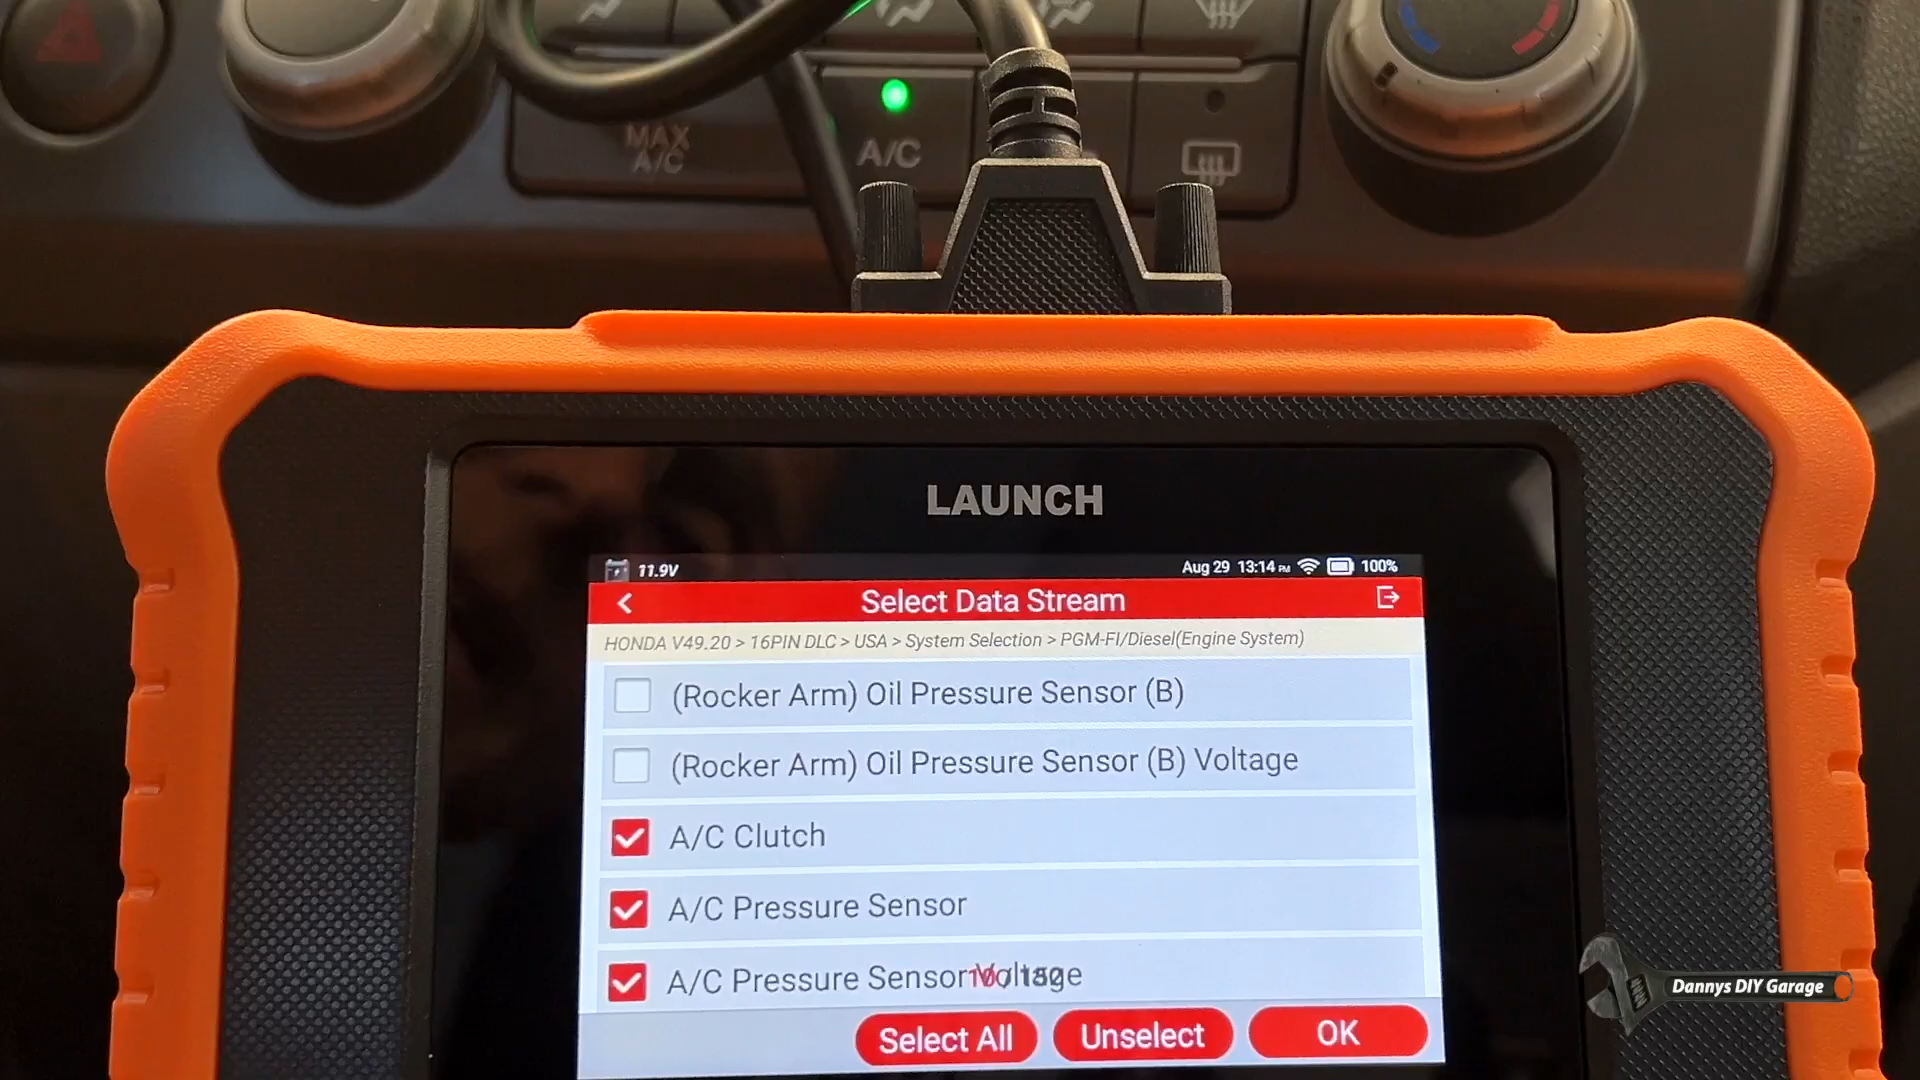 MAX
A/C
A/C
LAUNCH
11.9V
Aug 29 13:14 PM 100%
Select Data Stream
HONDA V49.20 > 16PIN DLC > USA > System Selection > PGM-FI/Diesel(Engine System)
(Rocker Arm) Oil Pressure Sensor (B)
(Rocker Arm) Oil Pressure Sensor (B) Voltage
A/C Clutch
A/C Pressure Sensor
A/C Pressure Sensor Voltage
Select All Unselect OK
Dannys DIY Garage